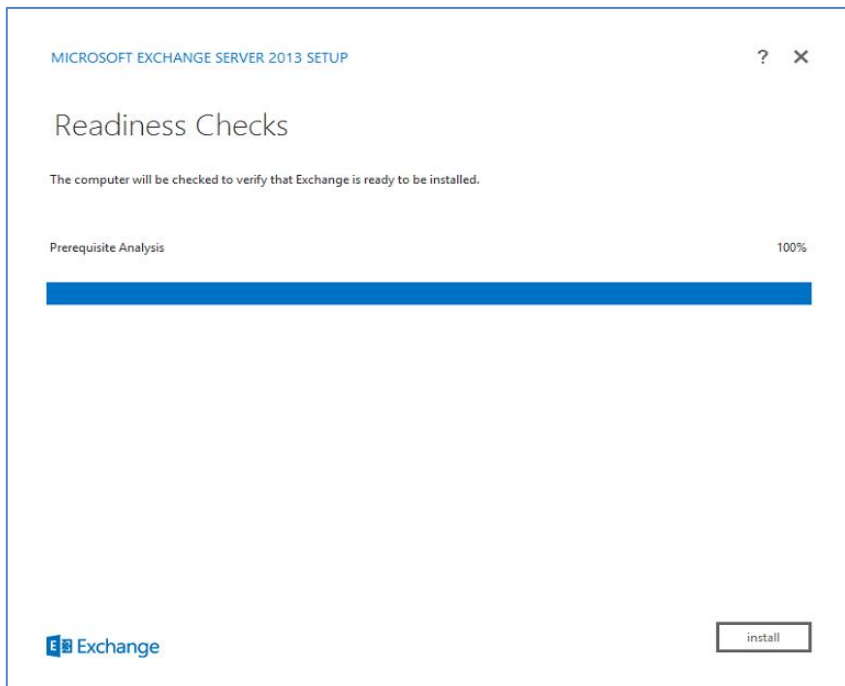 MICROSOFT EXCHANGE SERVER 2013 SETUP
? ✕
Readiness Checks
The computer will be checked to verify that Exchange is ready to be installed.
Prerequisite Analysis 100%
Exchange
install